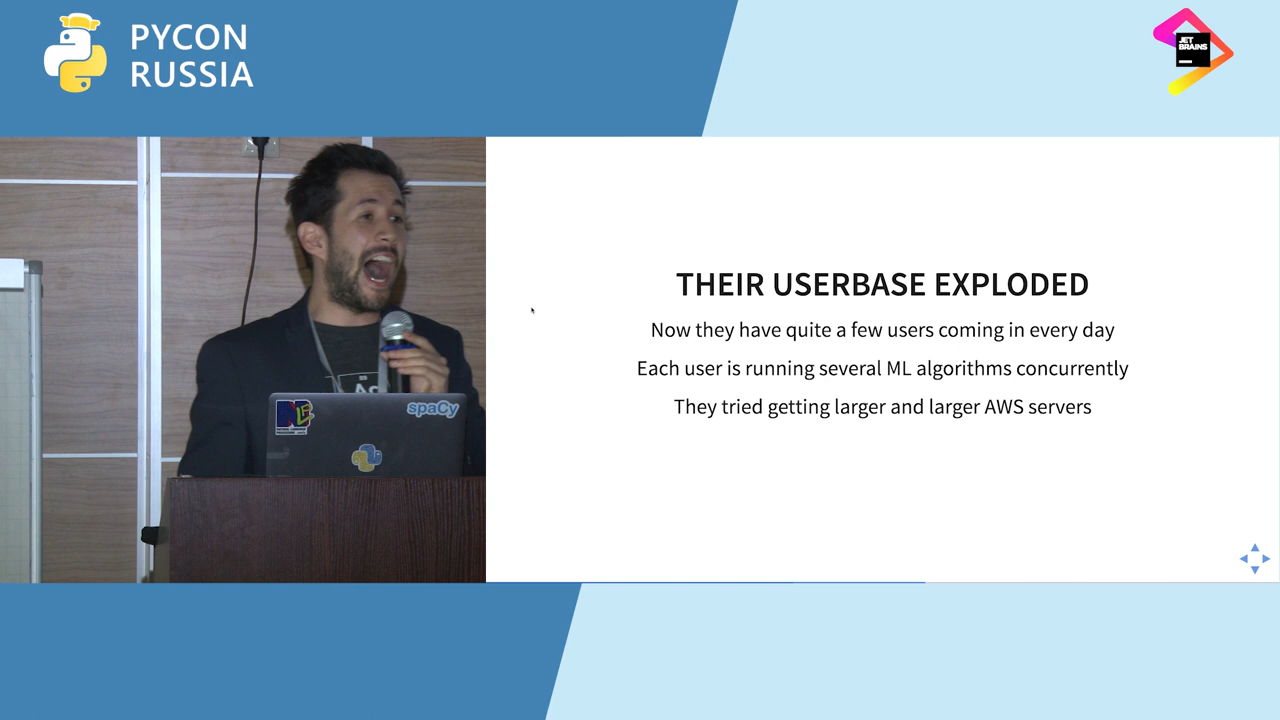 PYCON
RUSSIA
JET
BRAINS
THEIR USERBASE EXPLODED
Now they have quite a few users coming in every day
Each user is running several ML algorithms concurrently
They tried getting larger and larger AWS servers
spaCy